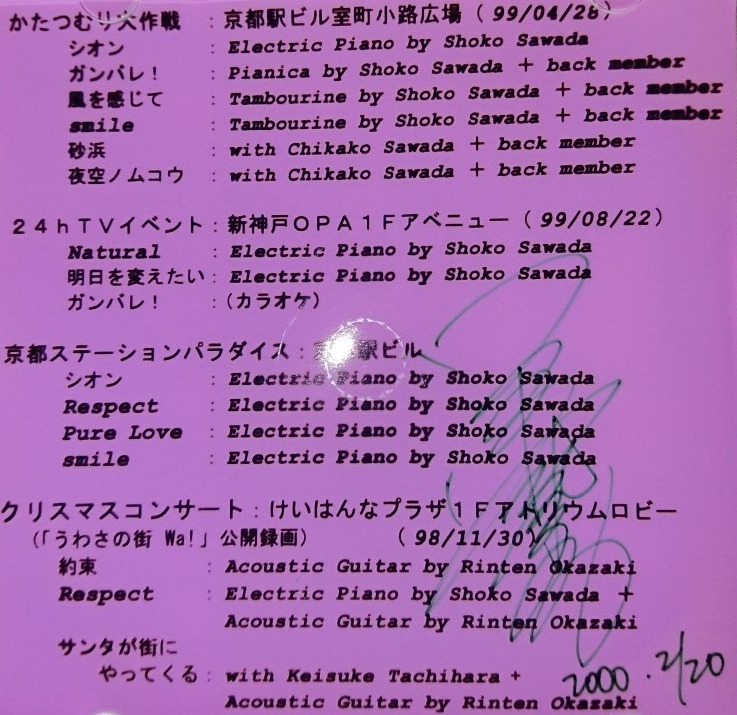 かたつむり大作戦 : 京都駅ビル室町小路広場 ( 99/04/28)
シオン : Electric Piano by Shoko Sawada
ガンバレ! : Pianica by Shoko Sawada + back member
風を感じて : Tambourine by Shoko Sawada + back member
smile : Tambourine by Shoko Sawada + back member
砂浜 : with Chikako Sawada + back member
夜空ノムコウ : with Chikako Sawada + back member
24hTVイベント : 新神戸OPA1Fアベニュー ( 99/08/22)
Natural : Electric Piano by Shoko Sawada
明日を変えたい : Electric Piano by Shoko Sawada
ガンバレ! : (カラオケ)
京都ステーションパラダイス : 駅ビル
シオン : Electric Piano by Shoko Sawada
Respect : Electric Piano by Shoko Sawada
Pure Love : Electric Piano by Shoko Sawada
smile : Electric Piano by Shoko Sawada
クリスマスコンサート : けいはんなプラザ1Fアトリウムロビー
(「うわさの街 Wa!」公開録画) ( 98/11/30)
約束 : Acoustic Guitar by Rinten Okazaki
Respect : Electric Piano by Shoko Sawada +
Acoustic Guitar by Rinten Okazaki
サンタが街に
やってくる : with Keisuke Tachihara +
Acoustic Guitar by Rinten Okazaki
2000.2/20